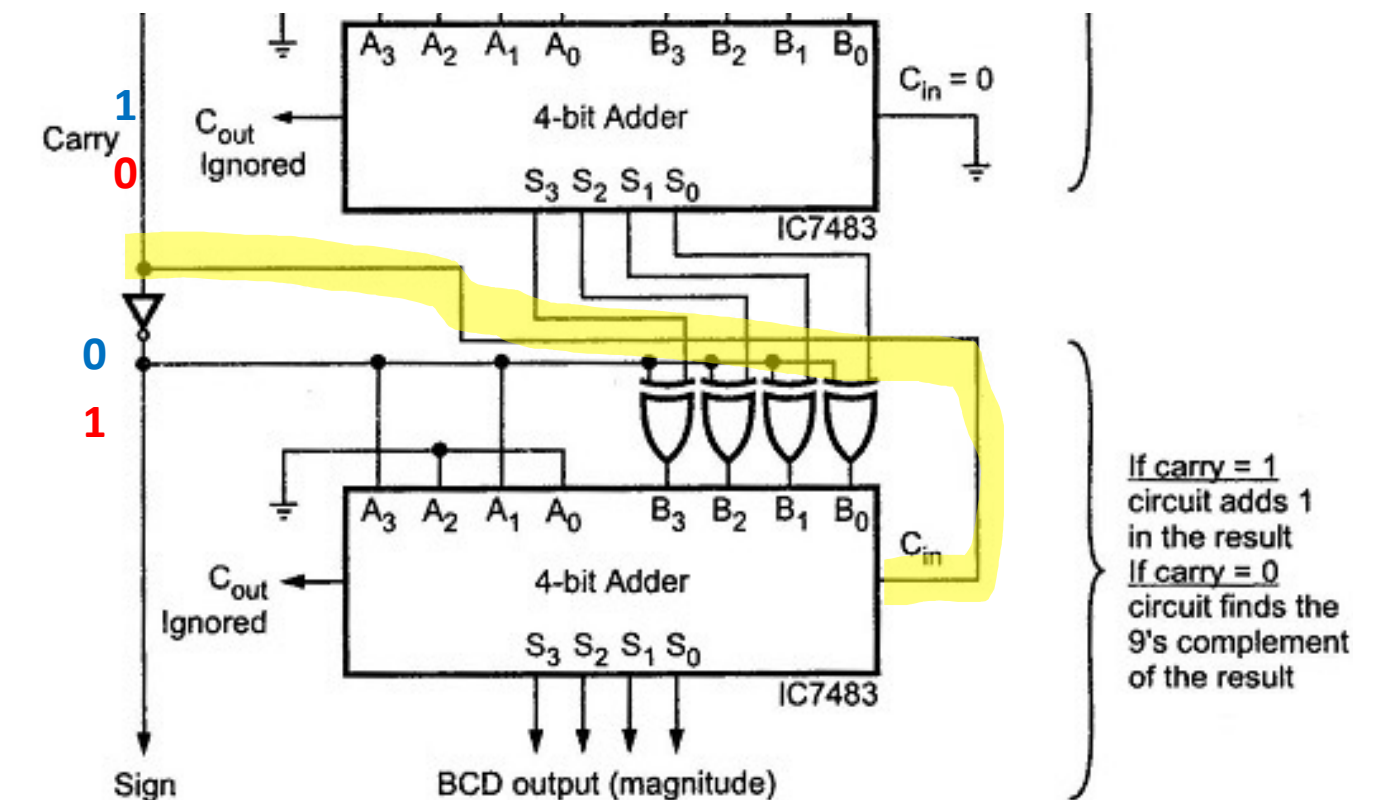 A3 A2 A1 A0 B3 B2 B1 B0
Cin = 0
1
4-bit Adder
Carry
Cout
Ignored
0
S3 S2 S1 S0
IC7483
0
1
If carry = 1
circuit adds 1
in the result
If carry = 0
circuit finds the
9's complement
of the result
A3 A2 A1 A0 B3 B2 B1 B0
Cin
4-bit Adder
Cout
Ignored
S3 S2 S1 S0
IC7483
Sign
BCD output (magnitude)